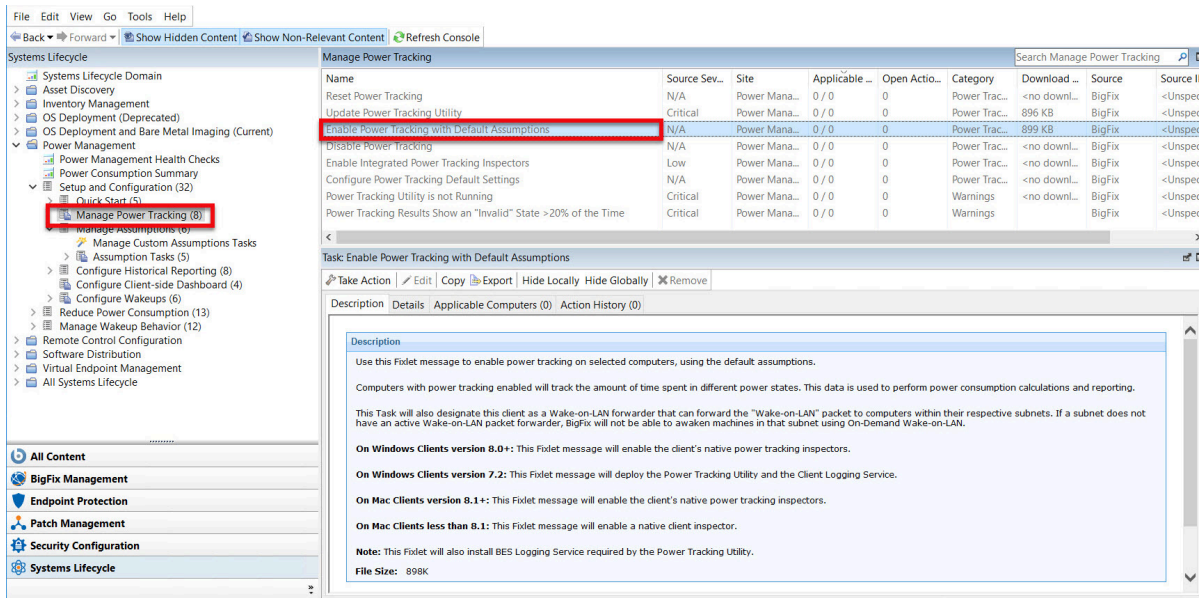 File Edit View Go Tools Help
Back Forward Show Hidden Content Show Non-Relevant Content Refresh Console
Systems Lifecycle
Systems Lifecycle Domain
Asset Discovery
Inventory Management
OS Deployment (Deprecated)
OS Deployment and Bare Metal Imaging (Current)
Power Management
Power Management Health Checks
Power Consumption Summary
Setup and Configuration (32)
Quick Start (5)
Manage Power Tracking (8)
Manage Assumptions (6)
Manage Custom Assumptions Tasks
Assumption Tasks (5)
Configure Historical Reporting (8)
Configure Client-side Dashboard (4)
Configure Wakeups (6)
Reduce Power Consumption (13)
Manage Wakeup Behavior (12)
Remote Control Configuration
Software Distribution
Virtual Endpoint Management
All Systems Lifecycle
All Content
BigFix Management
Endpoint Protection
Patch Management
Security Configuration
Systems Lifecycle
Manage Power Tracking Search Manage Power Tracking
Name Source Sev... Site Applicable ... Open Actio... Category Download ... Source Source I
Reset Power Tracking N/A Power Mana... 0 / 0 0 Power Trac... <no downl... BigFix <Unspec
Update Power Tracking Utility Critical Power Mana... 0 / 0 0 Power Trac... 896 KB BigFix <Unspec
Enable Power Tracking with Default Assumptions N/A Power Mana... 0 / 0 0 Power Trac... 899 KB BigFix <Unspec
Disable Power Tracking N/A Power Mana... 0 / 0 0 Power Trac... <no downl... BigFix <Unspec
Enable Integrated Power Tracking Inspectors Low Power Mana... 0 / 0 0 Power Trac... <no downl... BigFix <Unspec
Configure Power Tracking Default Settings N/A Power Mana... 0 / 0 0 Power Trac... <no downl... BigFix <Unspec
Power Tracking Utility is not Running Critical Power Mana... 0 / 0 0 Warnings <no downl... BigFix <Unspec
Power Tracking Results Show an "Invalid" State >20% of the Time Critical Power Mana... 0 / 0 0 Warnings BigFix <Unspec
Task: Enable Power Tracking with Default Assumptions
Take Action Edit Copy Export Hide Locally Hide Globally Remove
Description Details Applicable Computers (0) Action History (0)
Description
Use this Fixlet message to enable power tracking on selected computers, using the default assumptions.
Computers with power tracking enabled will track the amount of time spent in different power states. This data is used to perform power consumption calculations and reporting.
This Task will also designate this client as a Wake-on-LAN forwarder that can forward the "Wake-on-LAN" packet to computers within their respective subnets. If a subnet does not
have an active Wake-on-LAN packet forwarder, BigFix will not be able to awaken machines in that subnet using On-Demand Wake-on-LAN.
On Windows Clients version 8.0+: This Fixlet message will enable the client's native power tracking inspectors.
On Windows Clients version 7.2: This Fixlet message will deploy the Power Tracking Utility and the Client Logging Service.
On Mac Clients version 8.1+: This Fixlet message will enable the client's native power tracking inspectors.
On Mac Clients less than 8.1: This Fixlet message will enable a native client inspector.
Note: This Fixlet will also install BES Logging Service required by the Power Tracking Utility.
File Size: 898K